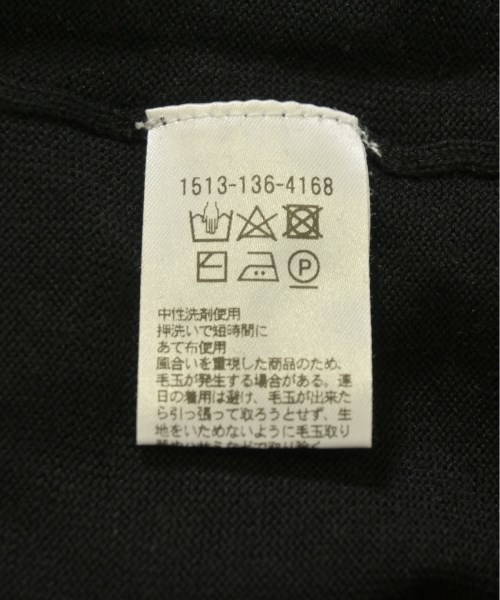 1513-136-4168
P
中性洗剤使用
押洗いで短時間に
あて布使用
風合いを重視した商品のため、
毛玉が発生する場合がある。連
日の着用は避け、毛玉が出来た
ら引っ張って取ろうとせず、生
地をいためないように毛玉取り